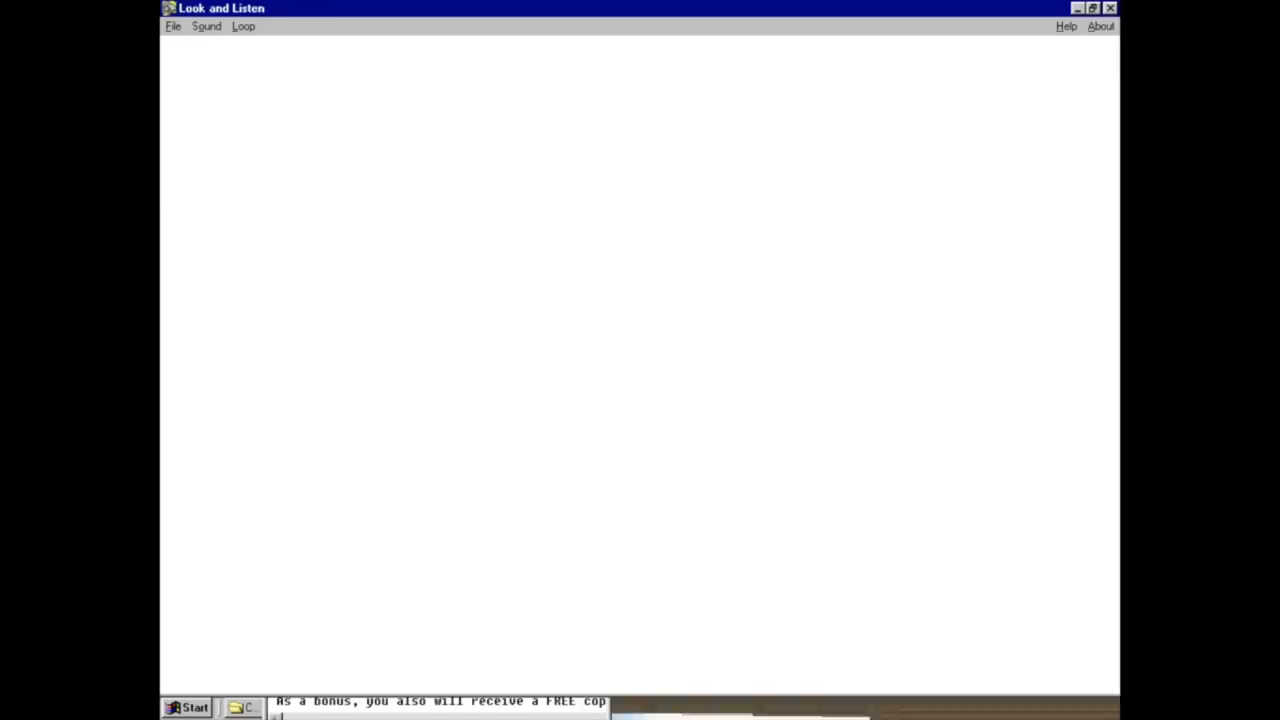 Look and Listen
File Sound Loop Help About
As a bonus, you also will receive a FREE cop
Start C...